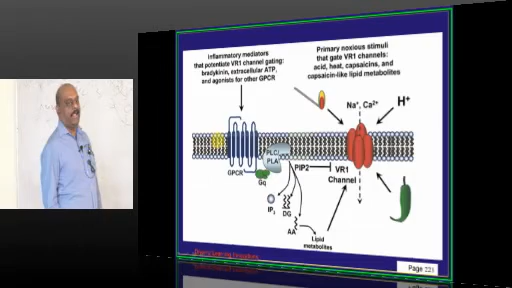 Inflammatory mediators
that potentiate VR1 channel gating:
bradykinin, extracellular ATP,
and agonists for other GPCR
Primary noxious stimuli
that gate VR1 channels:
acid, heat, capsaicins, and
capsaicin-like lipid metabolites
Na+, Ca2+
H+
PLC/
PLA
PIP2
VR1
Channel
GPCR
Gq
IP3
DG
AA
Lipid
metabolites
Page 221